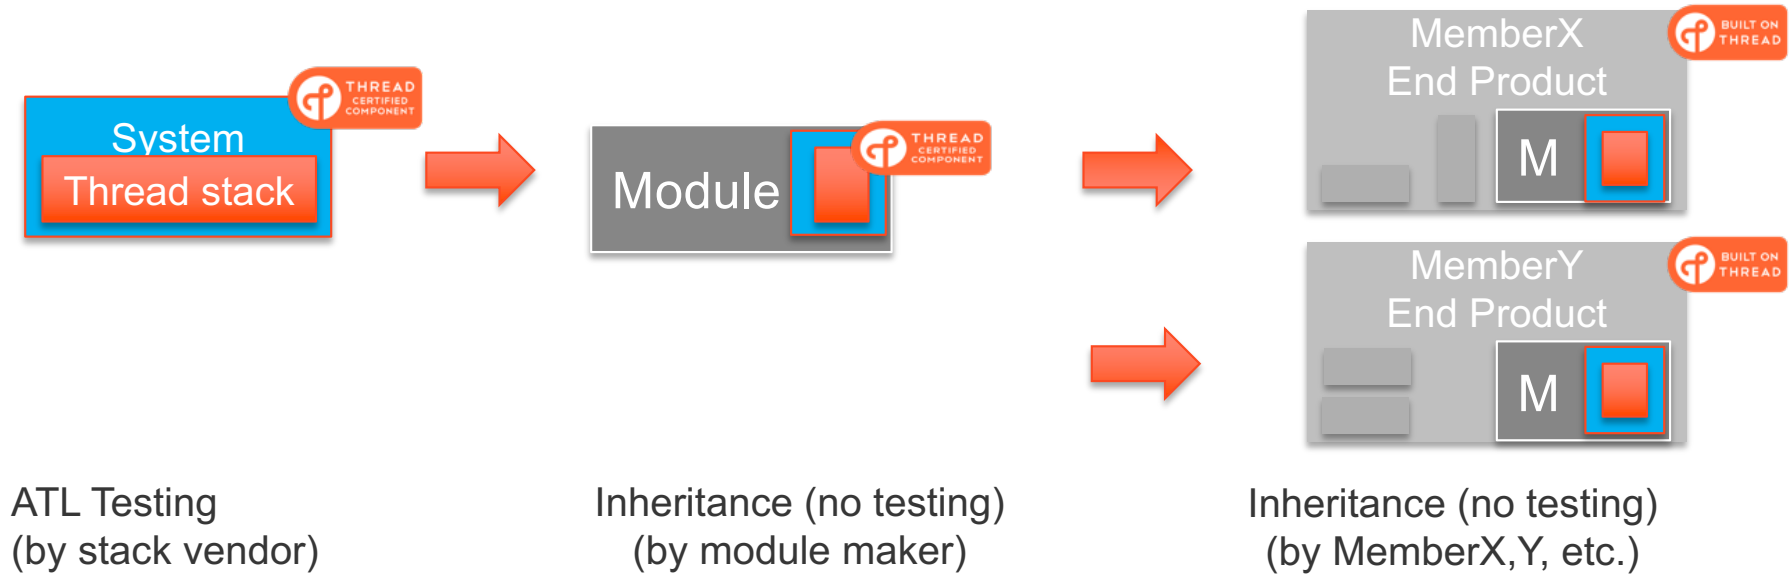 THREAD
CERTIFIED
COMPONENT
System
Thread stack
THREAD
CERTIFIED
COMPONENT
Module
MemberX
End Product
BUILT ON
THREAD
M
MemberY
End Product
BUILT ON
THREAD
M
ATL Testing
(by stack vendor)
Inheritance (no testing)
(by module maker)
Inheritance (no testing)
(by MemberX,Y, etc.)